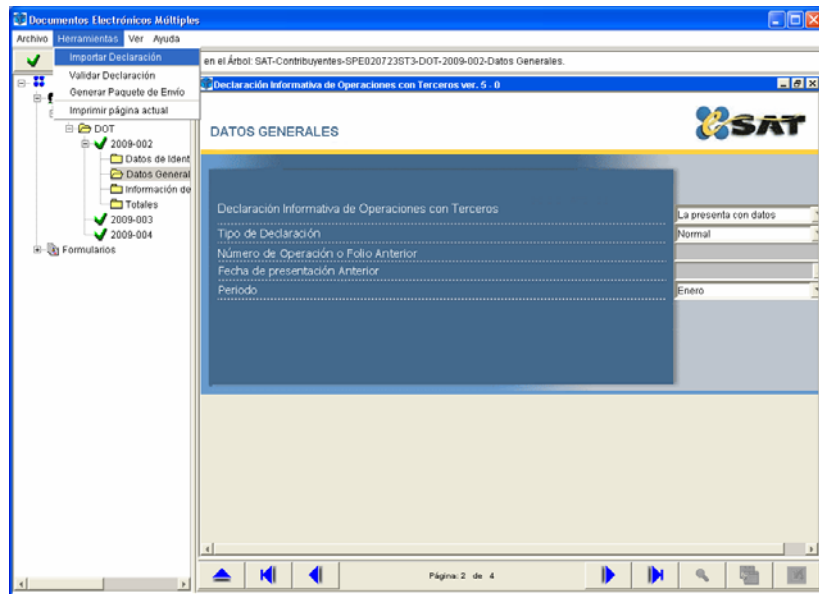 Documentos Electrónicos Múltiples
Archivo Herramientas Ver Ayuda
Importar Declaración
Validar Declaración
Generar Paquete de Envío
Imprimir página actual
en el Árbol: SAT-Contribuyentes-SPE020723ST3-DOT-2009-002-Datos Generales.
DOT
2009-002
Datos de Ident
Datos General
Información de
Totales
2009-003
2009-004
Formularios
Declaración Informativa de Operaciones con Terceros ver. 5 - 0
DATOS GENERALES
SAT
Declaración Informativa de Operaciones con Terceros
La presenta con datos
Tipo de Declaración
Normal
Número de Operación o Folio Anterior
Fecha de presentación Anterior
Periodo
Enero
Página: 2 de 4